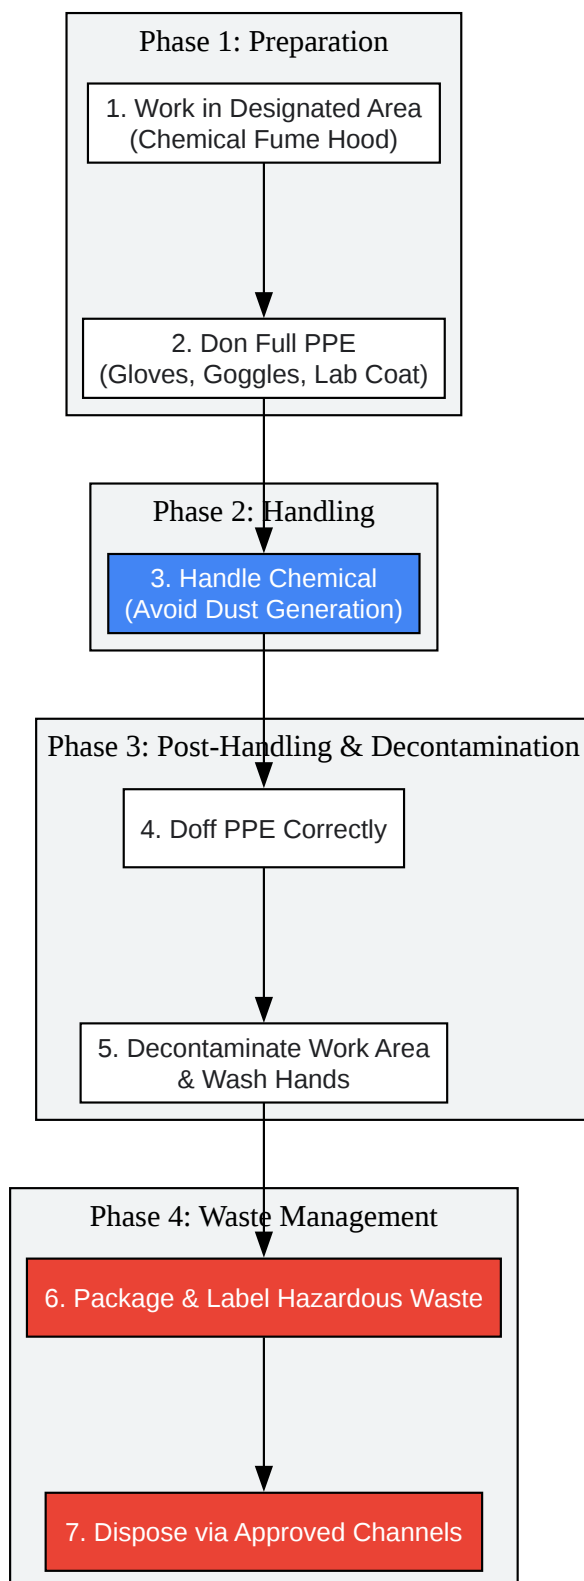 Phase 1: Preparation
1. Work in Designated Area
(Chemical Fume Hood)
2. Don Full PPE
(Gloves, Goggles, Lab Coat)
Phase 2: Handling
3. Handle Chemical
(Avoid Dust Generation)
Phase 3: Post-Handling & Decontamination
4. Doff PPE Correctly
5. Decontaminate Work Area
& Wash Hands
Phase 4: Waste Management
6. Package & Label Hazardous Waste
7. Dispose via Approved Channels